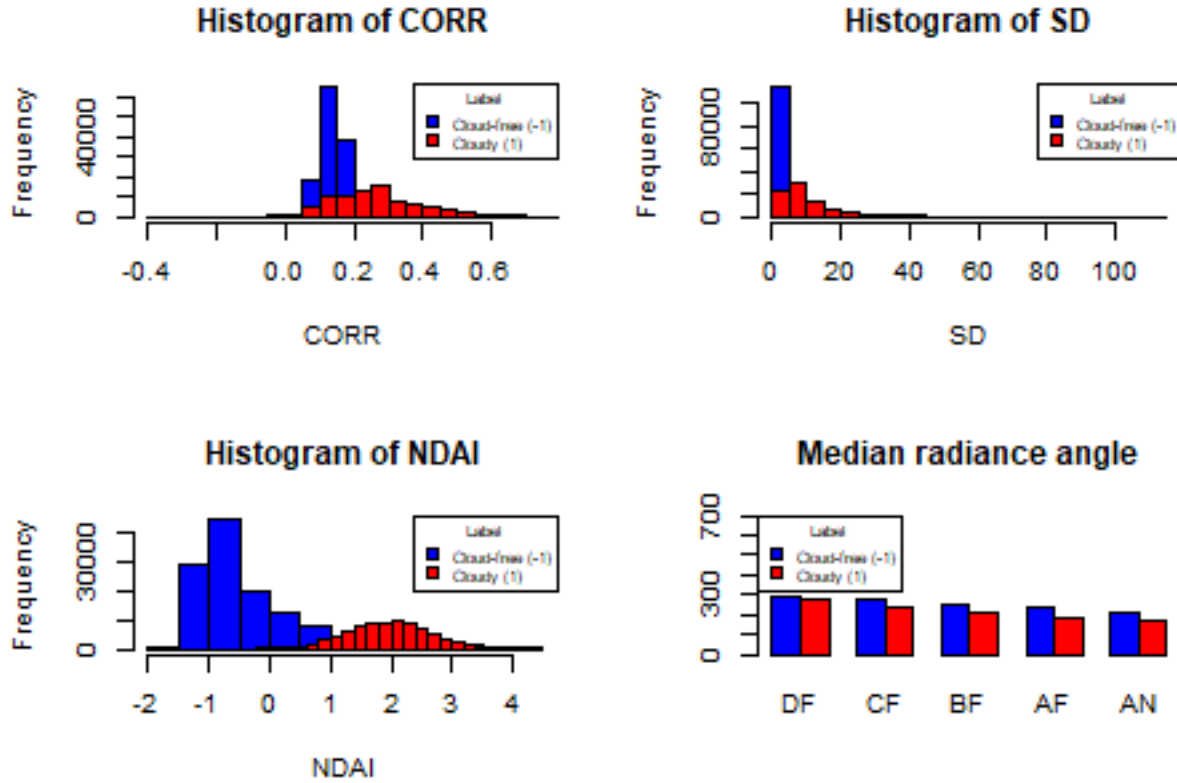 Histogram of CORR
Frequency
0
40000
Label
Cloud-free (-1)
Cloudy (1)
-0.4 0.0 0.2 0.4 0.6
CORR
Histogram of SD
Frequency
0
80000
Label
Cloud-free (-1)
Cloudy (1)
0 20 40 60 80 100
SD
Histogram of NDAI
Frequency
0
30000
Label
Cloud-free (-1)
Cloudy (1)
-2 -1 0 1 2 3 4
NDAI
Median radiance angle
0
300
700
Label
Cloud-free (-1)
Cloudy (1)
DF CF BF AF AN